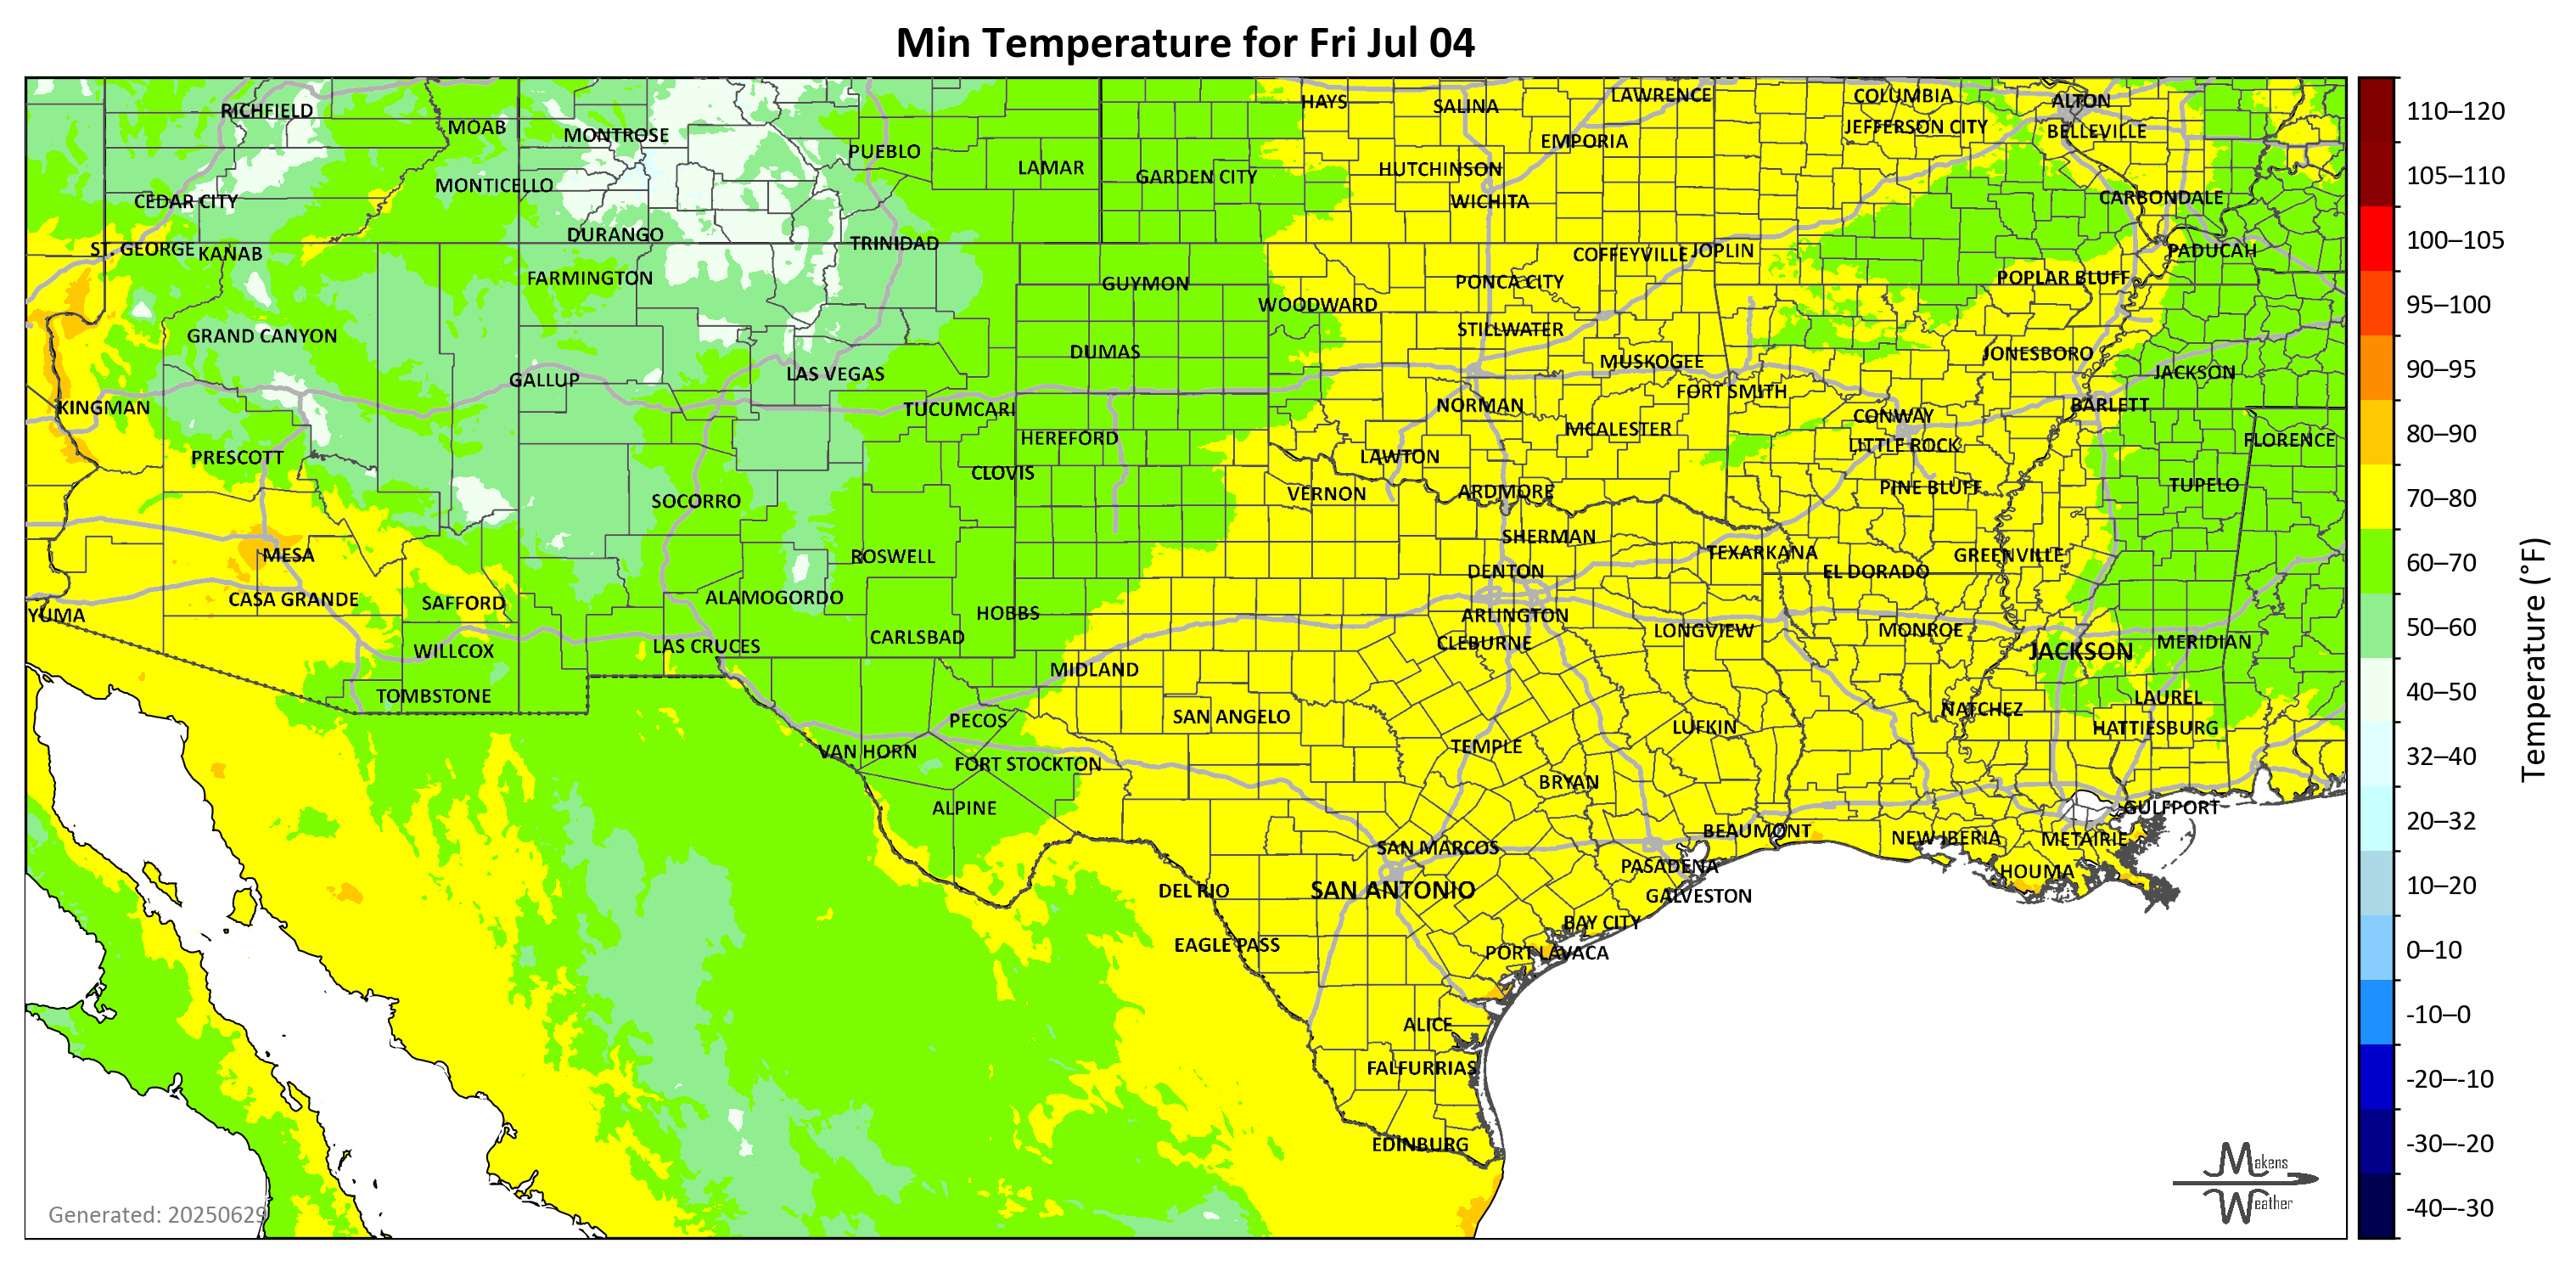 Min Temperature for Fri Jul 04
RICHFIELD
MOAB
MONTROSE
PUEBLO
LAMAR
GARDEN CITY
HAYS
SALINA
LAWRENCE
EMPORIA
HUTCHINSON
WICHITA
COLUMBIA
JEFFERSON CITY
ALTON
BELLEVILLE
CARBONDALE
MONTICELLO
CEDAR CITY
DURANGO
TRINIDAD
ST. GEORGE
KANAB
FARMINGTON
GUYMON
WOODWARD
PONCA CITY
COFFEYVILLE
JOPLIN
POPLAR BLUFF
PADUCAH
GRAND CANYON
DUMAS
STILLWATER
MUSKOGEE
JONESBORO
JACKSON
GALLUP
LAS VEGAS
KINGMAN
TUCUMCARI
HEREFORD
NORMAN
FORT SMITH
CONWAY
BARLETT
MCALESTER
LITTLE ROCK
FLORENCE
PRESCOTT
CLOVIS
LAWTON
VERNON
ARDMORE
PINE BLUFF
TUPELO
SOCORRO
SHERMAN
MESA
ROSWELL
TEXARKANA
GREENVILLE
DENTON
EL DORADO
CASA GRANDE
SAFFORD
ALAMOGORDO
HOBBS
ARLINGTON
YUMA
CARLSBAD
CLEBURNE
LONGVIEW
MONROE
MERIDIAN
WILLCOX
LAS CRUCES
JACKSON
MIDLAND
TOMBSTONE
LAUREL
PECOS
SAN ANGELO
NATCHEZ
LUFKIN
HATTIESBURG
VAN HORN
FORT STOCKTON
TEMPLE
BRYAN
ALPINE
GULFPORT
BEAUMONT
NEW IBERIA
METAIRIE
SAN MARCOS
PASADENA
HOUMA
DEL RIO
SAN ANTONIO
GALVESTON
BAY CITY
EAGLE PASS
PORT LAVACA
ALICE
FALFURRIAS
EDINBURG
Generated: 20250629
Makens
Weather
110–120
105–110
100–105
95–100
90–95
80–90
70–80
60–70
50–60
40–50
32–40
20–32
10–20
0–10
-10–0
-20–-10
-30–-20
-40–-30
Temperature (°F)